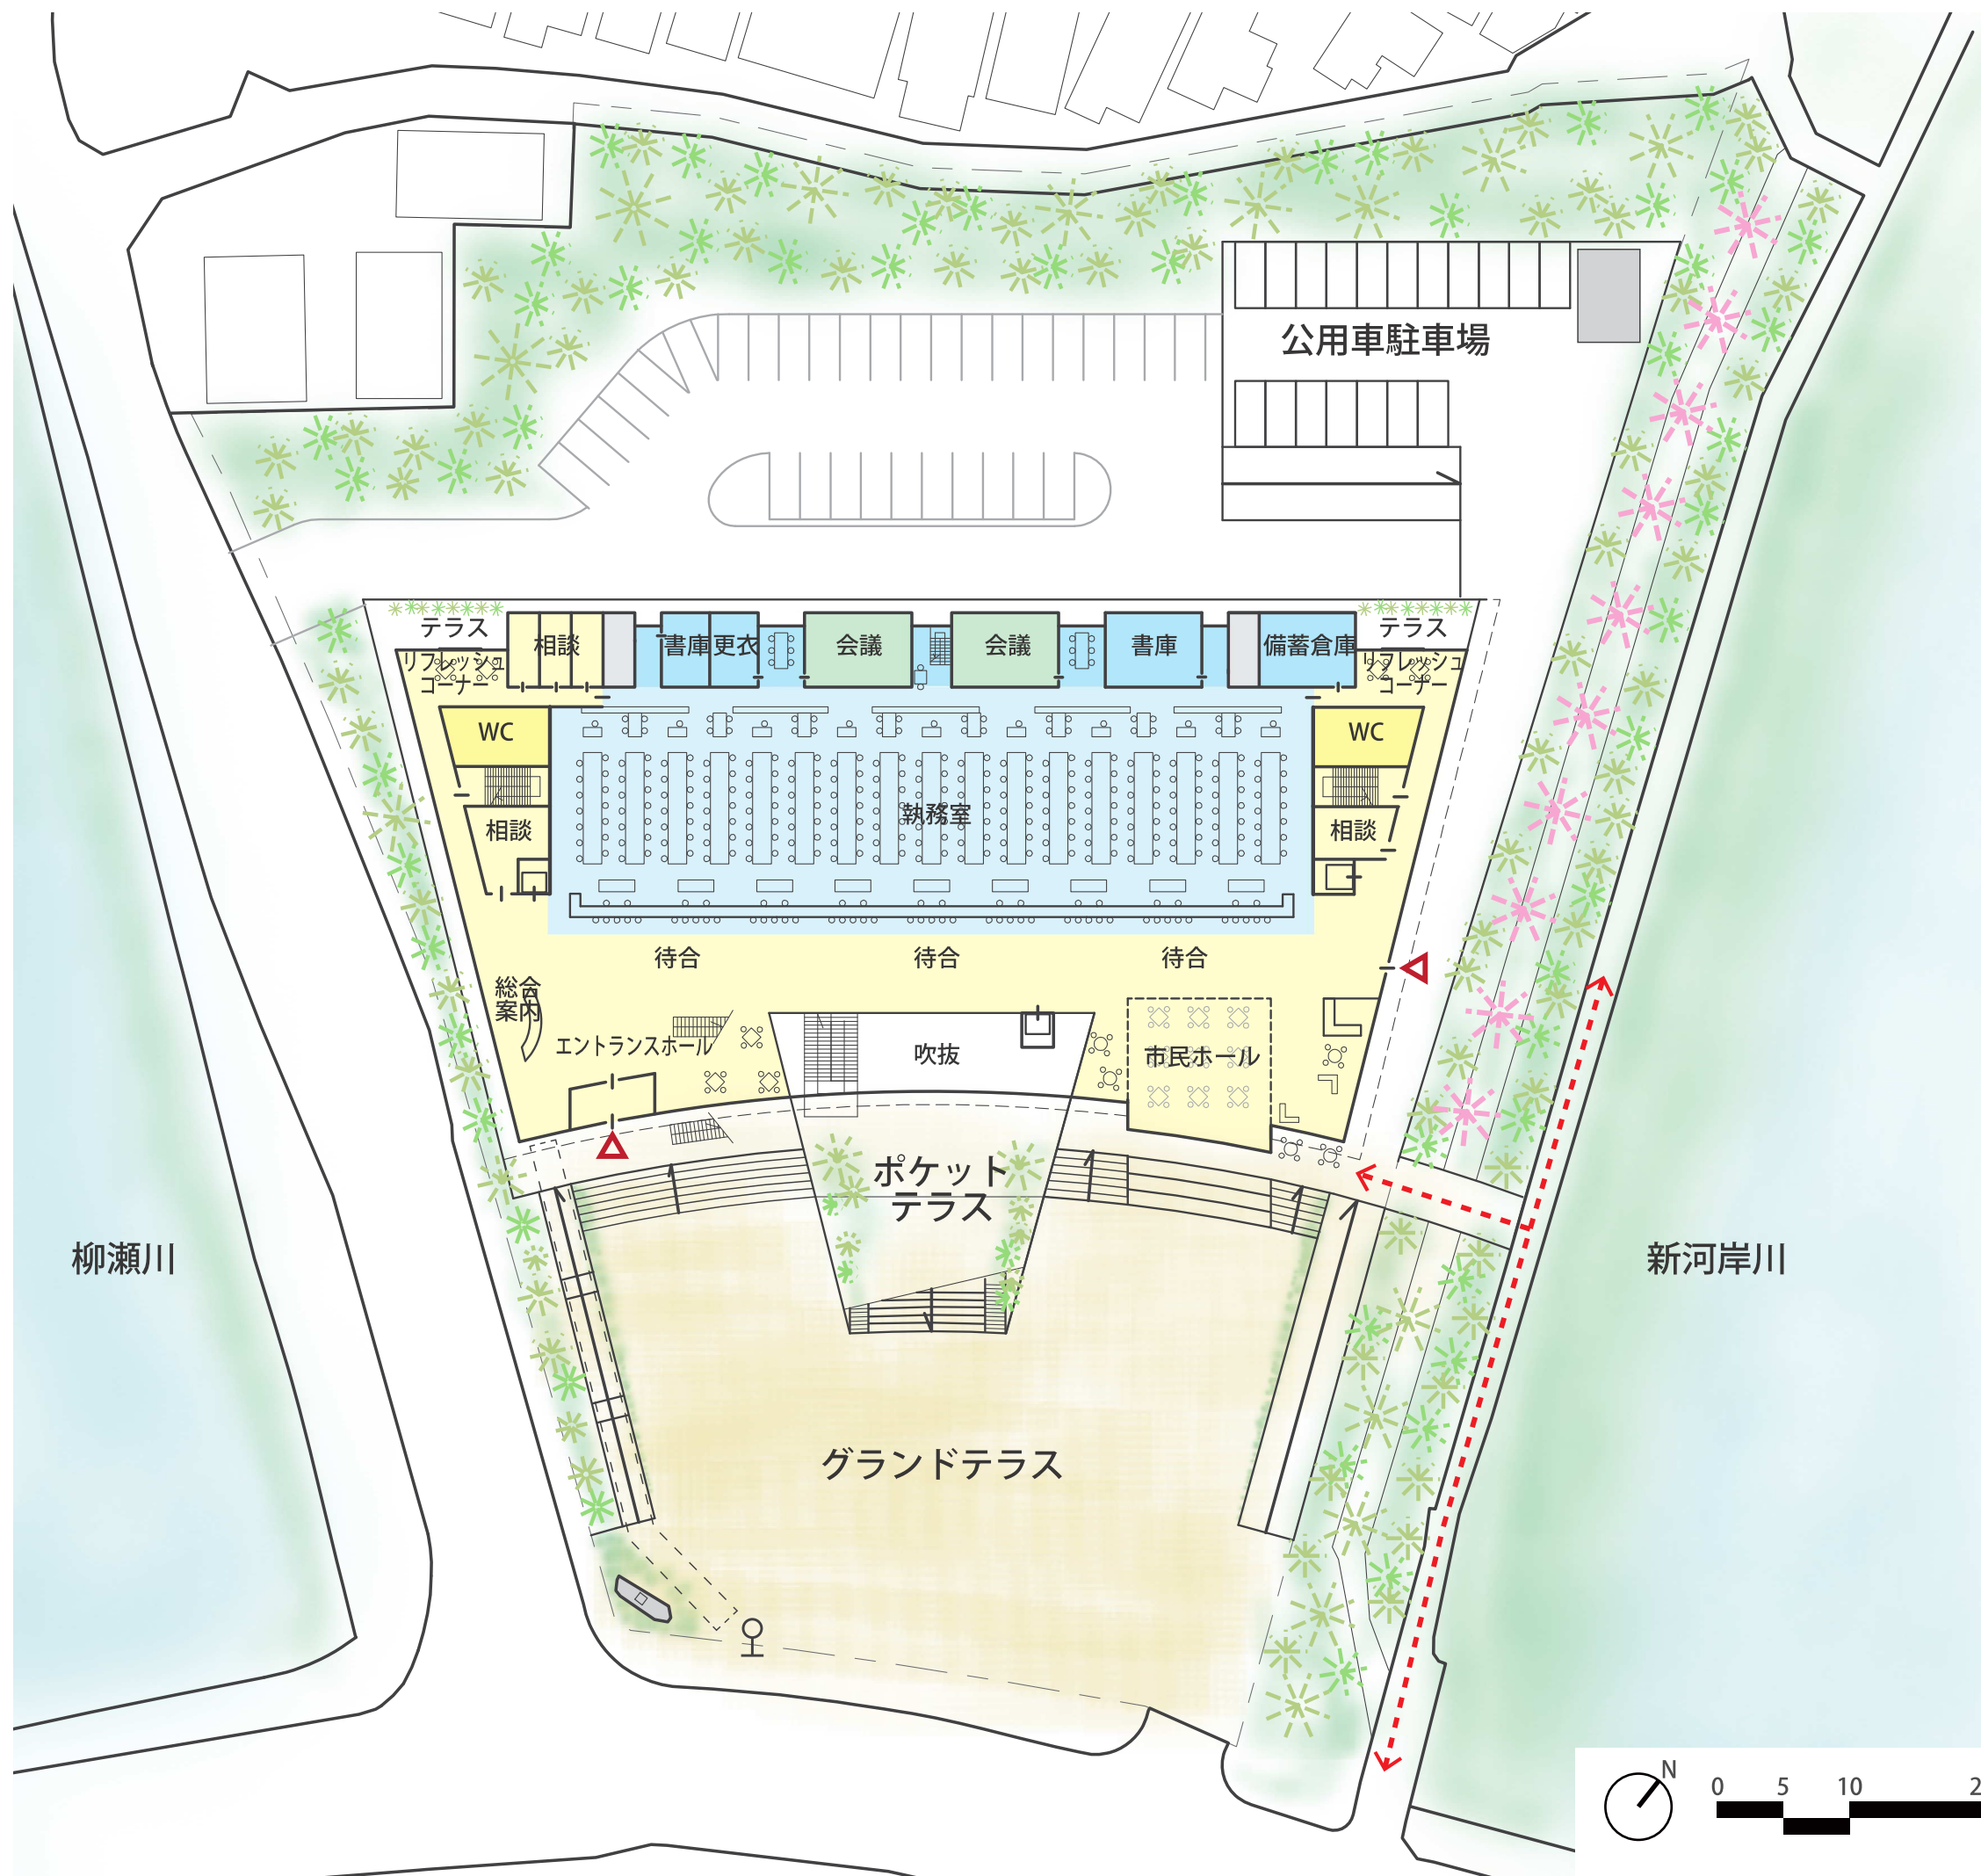 公用車駐車場
テラス
相談
書庫
更衣
会議
会議
書庫
備蓄倉庫
テラス
リフレッシュ
コーナー
リフレッシュ
コーナー
WC
WC
執務室
相談
相談
待合
待合
待合
総合
案内
エントランスホール
吹抜
市民ホール
ポケット
テラス
柳瀬川
新河岸川
グランドテラス
N
0 5 10 2